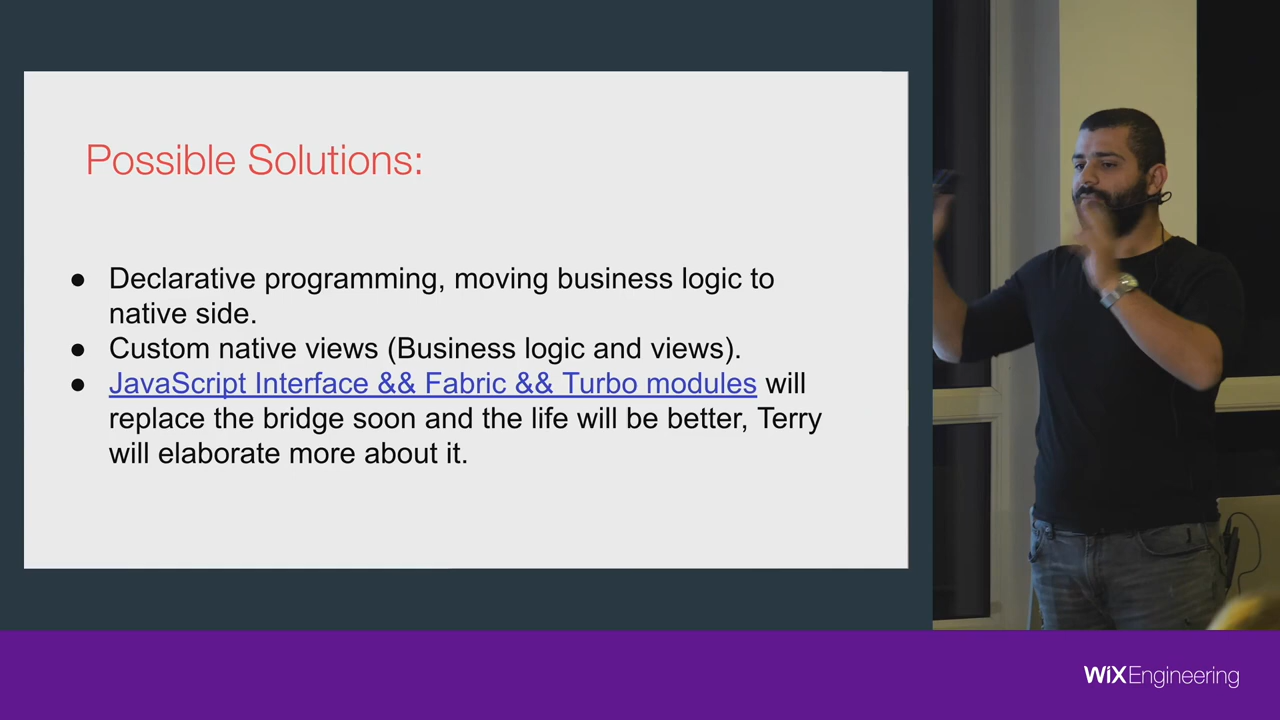 Possible Solutions:
● Declarative programming, moving business logic to
native side.
● Custom native views (Business logic and views).
● JavaScript Interface && Fabric && Turbo modules will
replace the bridge soon and the life will be better, Terry
will elaborate more about it.
WiXEngineering